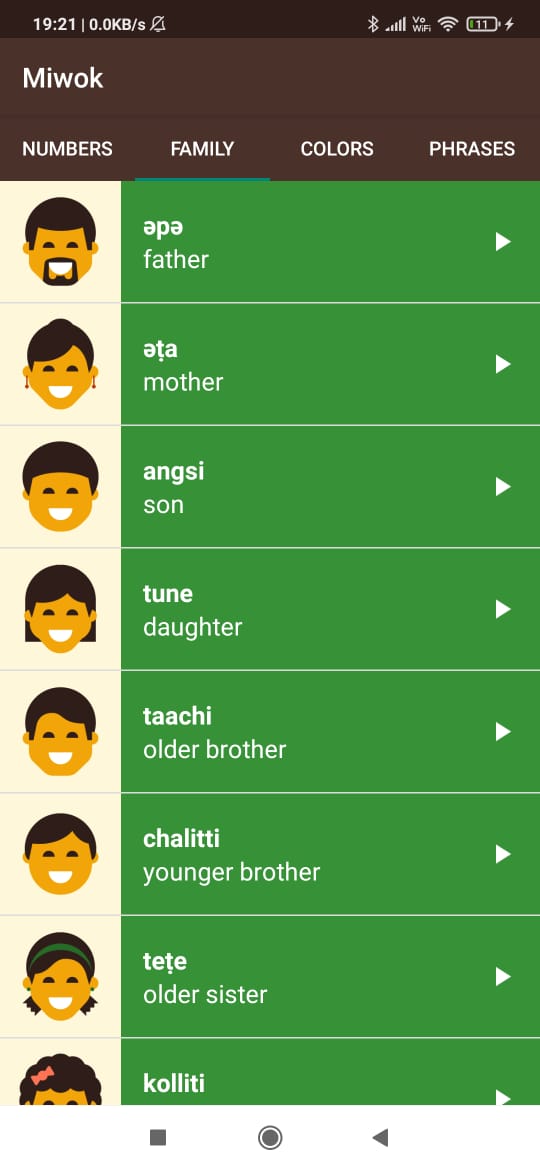 19:21 | 0.0KB/s
Vo WiFi 11
Miwok
NUMBERS FAMILY COLORS PHRASES
əpə
father
əṭa
mother
angsi
son
tune
daughter
taachi
older brother
chalitti
younger brother
teṭe
older sister
kolliti